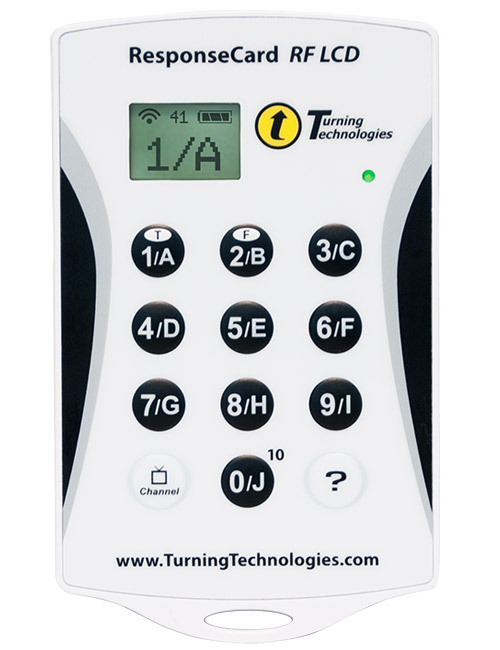 ResponseCard RF LCD
41
1/A
t Turning
Technologies
T F
1/A 2/B 3/C
4/D 5/E 6/F
7/G 8/H 9/I
10
Channel 0/J ?
www.TurningTechnologies.com